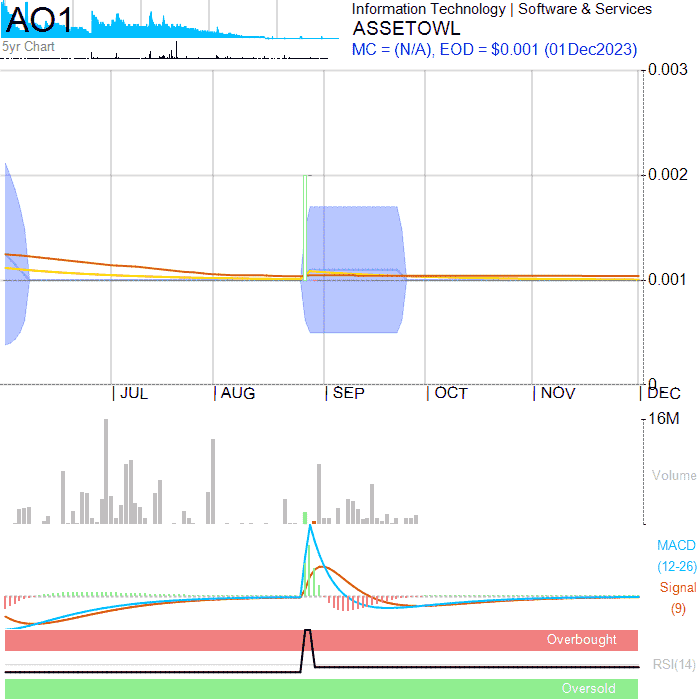 AO1
5yr Chart
Information Technology | Software & Services
ASSETOWL
MC = (N/A), EOD = $0.001 (01Dec2023)
0.003
0.002
0.001
0
| JUL | AUG | SEP | OCT | NOV | DEC
16M
Volume
MACD
(12-26)
Signal
(9)
Overbought
RSI(14)
Oversold